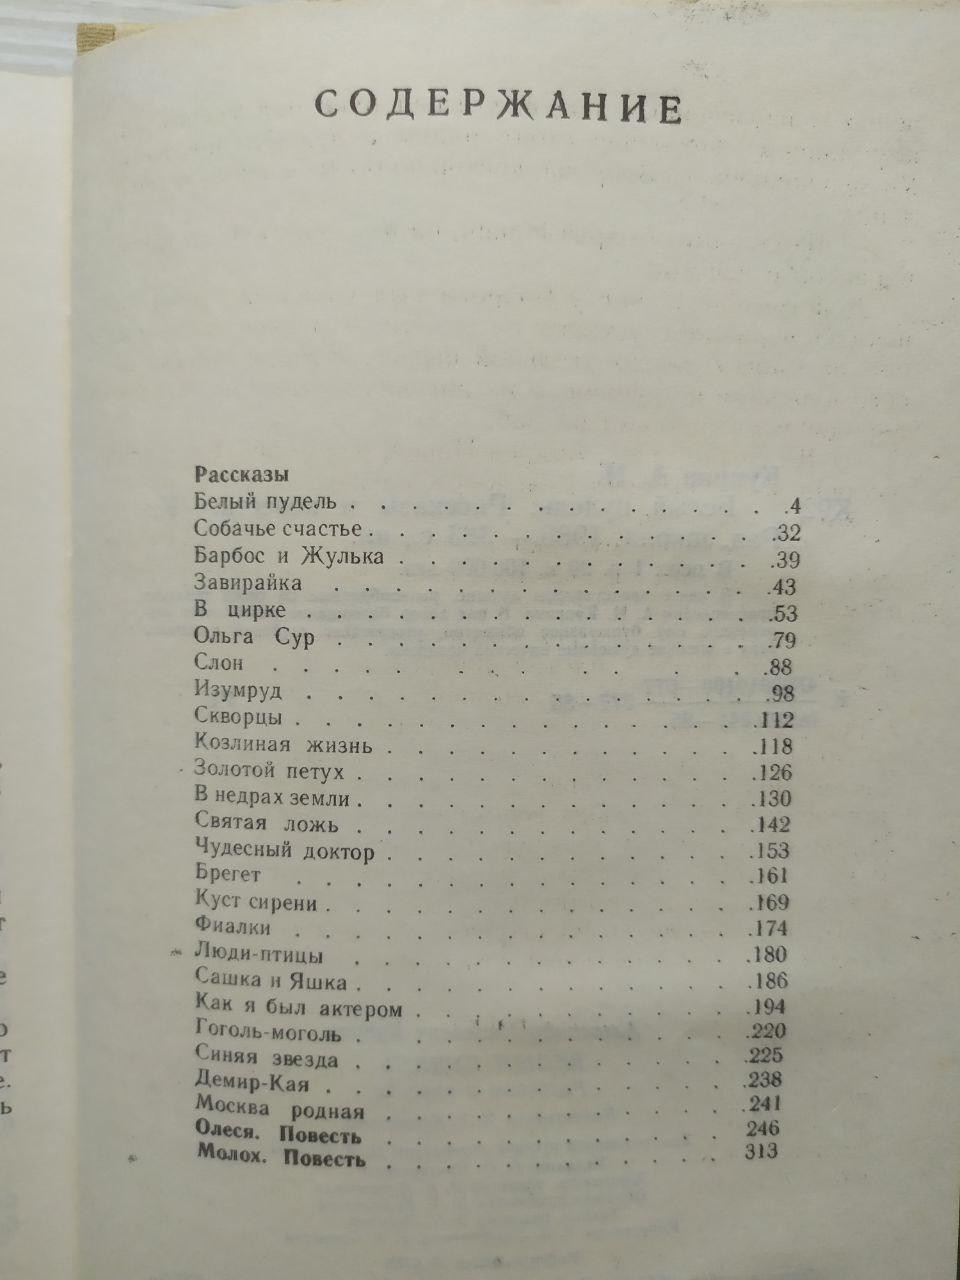 СОДЕРЖАНИЕ
Рассказы
Белый пудель . . . . . . . . . . . . . . .4
Собачье счастье . . . . . . . . . . . . . .32
Барбос и Жулька . . . . . . . . . . . . .39
Завирайка . . . . . . . . . . . . . . .43
В цирке . . . . . . . . . . . . . . . .53
Ольга Сур . . . . . . . . . . . . . . .79
Слон . . . . . . . . . . . . . . . .88
Изумруд . . . . . . . . . . . . . . . .98
Скворцы . . . . . . . . . . . . . . . .112
Козлиная жизнь . . . . . . . . . . . . .118
Золотой петух . . . . . . . . . . . . . .126
В недрах земли . . . . . . . . . . . . . .130
Святая ложь . . . . . . . . . . . . . .142
Чудесный доктор . . . . . . . . . . . . .153
Брегет . . . . . . . . . . . . . . . .161
Куст сирени . . . . . . . . . . . . . . .169
Фиалки . . . . . . . . . . . . . . . .174
Люди-птицы . . . . . . . . . . . . . .180
Сашка и Яшка . . . . . . . . . . . . . .186
Как я был актером . . . . . . . . . . . .194
Гоголь-моголь . . . . . . . . . . . . . .220
Синяя звезда . . . . . . . . . . . . . .225
Демир-Кая . . . . . . . . . . . . . . .238
Москва родная . . . . . . . . . . . . .241
Олеся. Повесть . . . . . . . . . . . . 246
Молох. Повесть . . . . . . . . . . . . 313